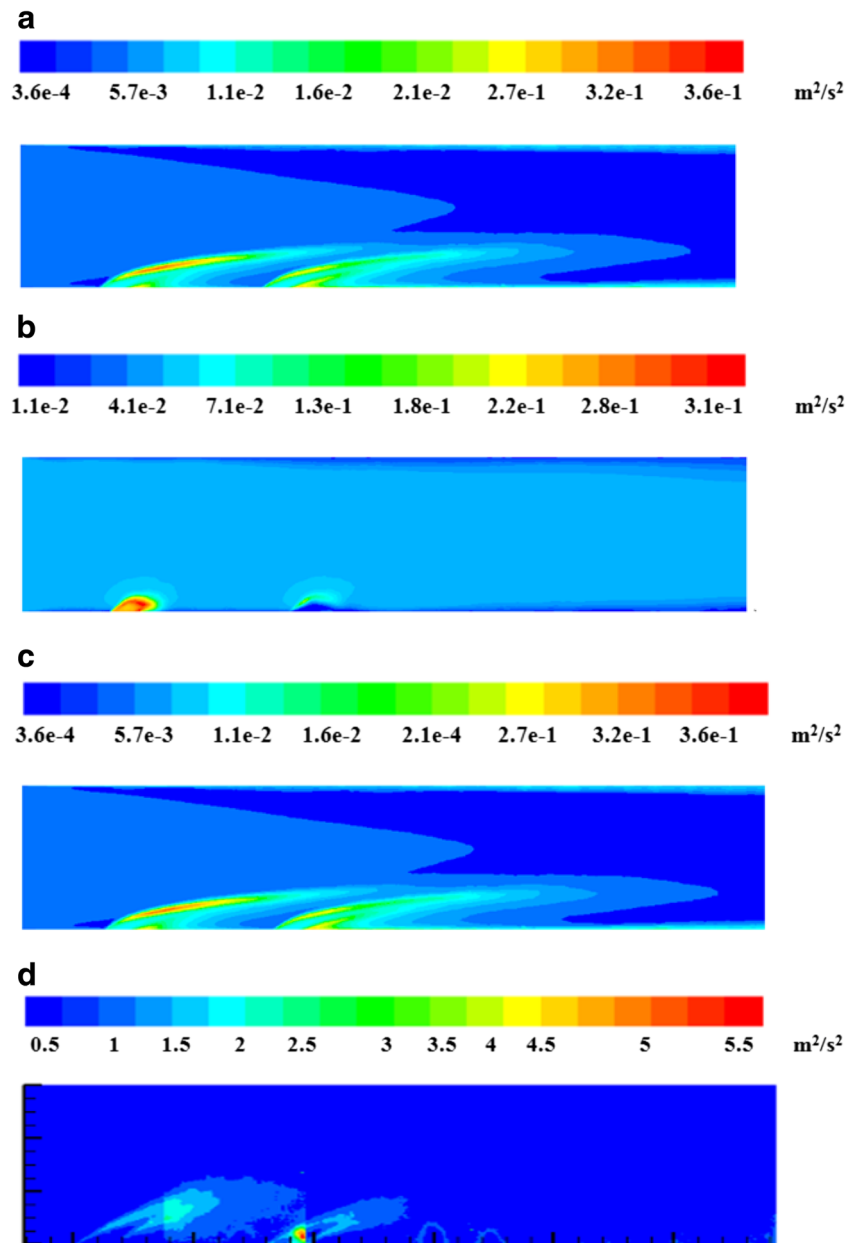 a
3.6e-4 5.7e-3 1.1e-2 1.6e-2 2.1e-2 2.7e-1 3.2e-1 3.6e-1 m²/s²
b
1.1e-2 4.1e-2 7.1e-2 1.3e-1 1.8e-1 2.2e-1 2.8e-1 3.1e-1 m²/s²
c
3.6e-4 5.7e-3 1.1e-2 1.6e-2 2.1e-4 2.7e-1 3.2e-1 3.6e-1 m²/s²
d
0.5 1 1.5 2 2.5 3 3.5 4 4.5 5 5.5 m²/s²